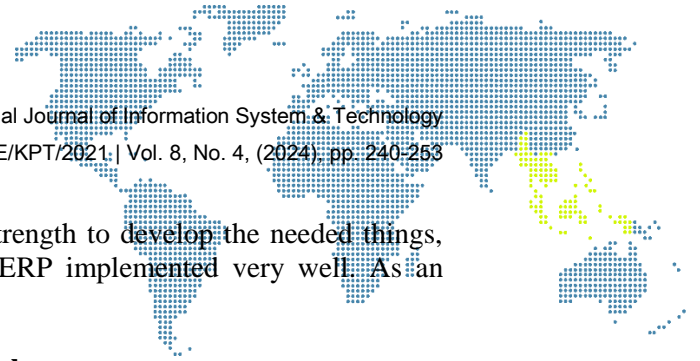 al Journal of Information System & Technology
E/KPT/2021 | Vol. 8, No. 4, (2024), pp. 240-253
trength to develop the needed things,
ERP implemented very well. As an